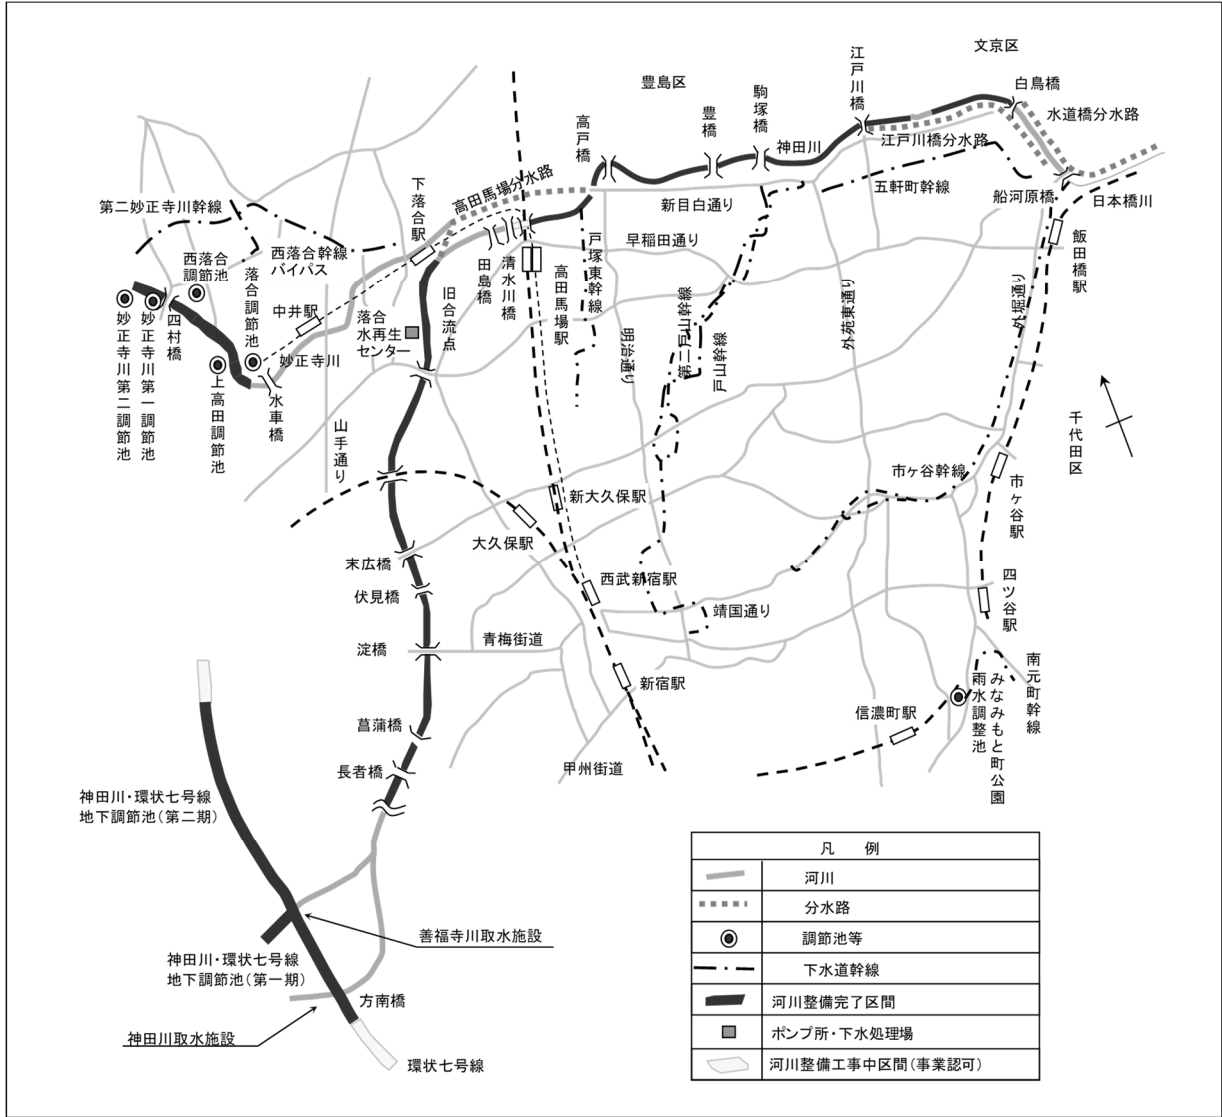 文京区
江戸川橋
豊島区
白鳥橋
駒塚橋
水道橋分水路
豊橋
高戸橋
神田川
江戸川橋分水路
下落合駅
高田馬場分水路
五軒町幹線
船河原橋
日本橋川
第二妙正寺川幹線
新目白通り
西落合
調節池
西落合幹線
バイパス
落合調節池
田島橋
清水川橋
戸塚東幹線
早稲田通り
高田馬場駅
飯田橋駅
外堀通り
外苑東通り
第二戸山幹線
戸山幹線
明治通り
旧合流点
中井駅
落合
水再生
センター
妙正寺川
四村橋
妙正寺川第一調節池
妙正寺川第二調節池
上高田調節池
水車橋
山手通り
千代田区
市ヶ谷幹線
市ヶ谷駅
新大久保駅
大久保駅
末広橋
西武新宿駅
四ツ谷駅
伏見橋
靖国通り
淀橋
青梅街道
新宿駅
南元町幹線
みなみもと町公園
雨水調整池
信濃町駅
菖蒲橋
長者橋
甲州街道
神田川・環状七号線
地下調節池(第二期)
善福寺川取水施設
神田川・環状七号線
地下調節池(第一期)
方南橋
神田川取水施設
環状七号線
凡 例
河川
分水路
調節池等
下水道幹線
河川整備完了区間
ポンプ所・下水処理場
河川整備工事中区間(事業認可)